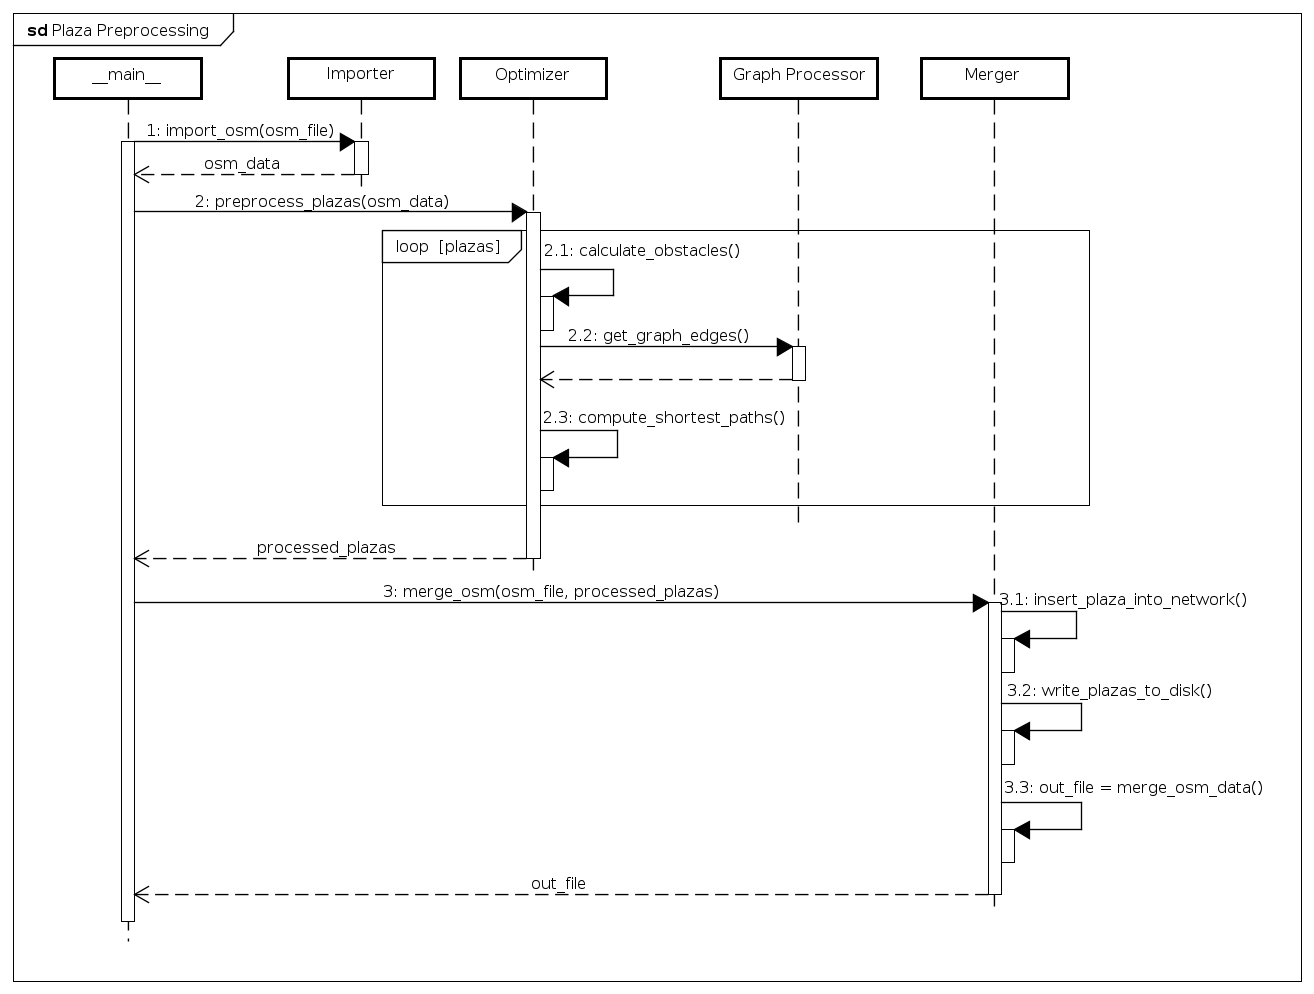 sd Plaza Preprocessing
__main__
Importer
Optimizer
Graph Processor
Merger
1: import_osm(osm_file)
osm_data
2: preprocess_plazas(osm_data)
loop [plazas]
2.1: calculate_obstacles()
2.2: get_graph_edges()
2.3: compute_shortest_paths()
processed_plazas
3: merge_osm(osm_file, processed_plazas)
3.1: insert_plaza_into_network()
3.2: write_plazas_to_disk()
3.3: out_file = merge_osm_data()
out_file